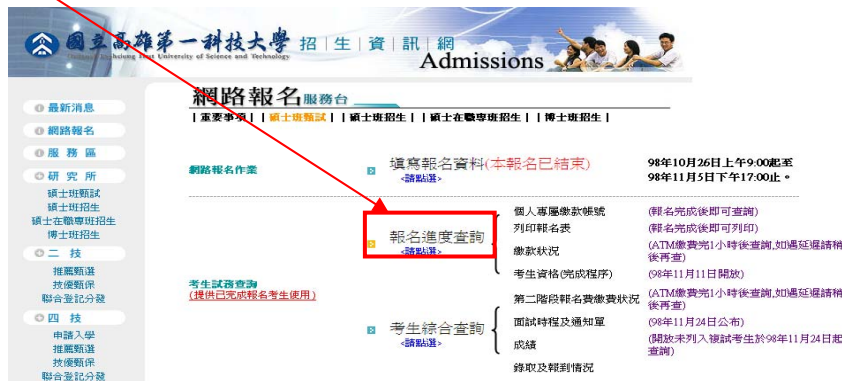 國立高雄第一科技大學 招｜生｜資｜訊｜網
University of Science and Technology
Admissions
網路報名服務台
｜重要事項｜｜碩士班甄試｜｜碩士班招生｜｜碩士在職專班招生｜｜博士班招生｜
最新消息
網路報名
服務區
研究所
碩士班甄試
碩士班招生
碩士在職專班招生
博士班招生
二技
推薦甄選
技優甄保
聯合登記分發
四技
申請入學
推薦甄選
技優甄保
聯合登記分發
網路報名作業
填寫報名資料(本報名已結束)
<請點選>
98年10月26日上午9:00起至
98年11月5日下午17:00止。
考生試務查詢
(提供已完成報名考生使用)
報名進度查詢
<請點選>
個人專屬繳款帳號 (報名完成後即可查詢)
列印報名表 (報名完成後即可列印)
繳款狀況 (ATM繳費完1小時後查詢,如遇延遲請稍
後再查)
考生資格(完成程序) (98年11月11日開放)
考生綜合查詢
<請點選>
第二階段報名費繳費狀況 (ATM繳費完1小時後查詢,如遇延遲請稍
後再查)
面試時程及通知單 (98年11月24日公布)
成績 (開放未列入複試考生於98年11月24日起
查詢)
錄取及報到情況